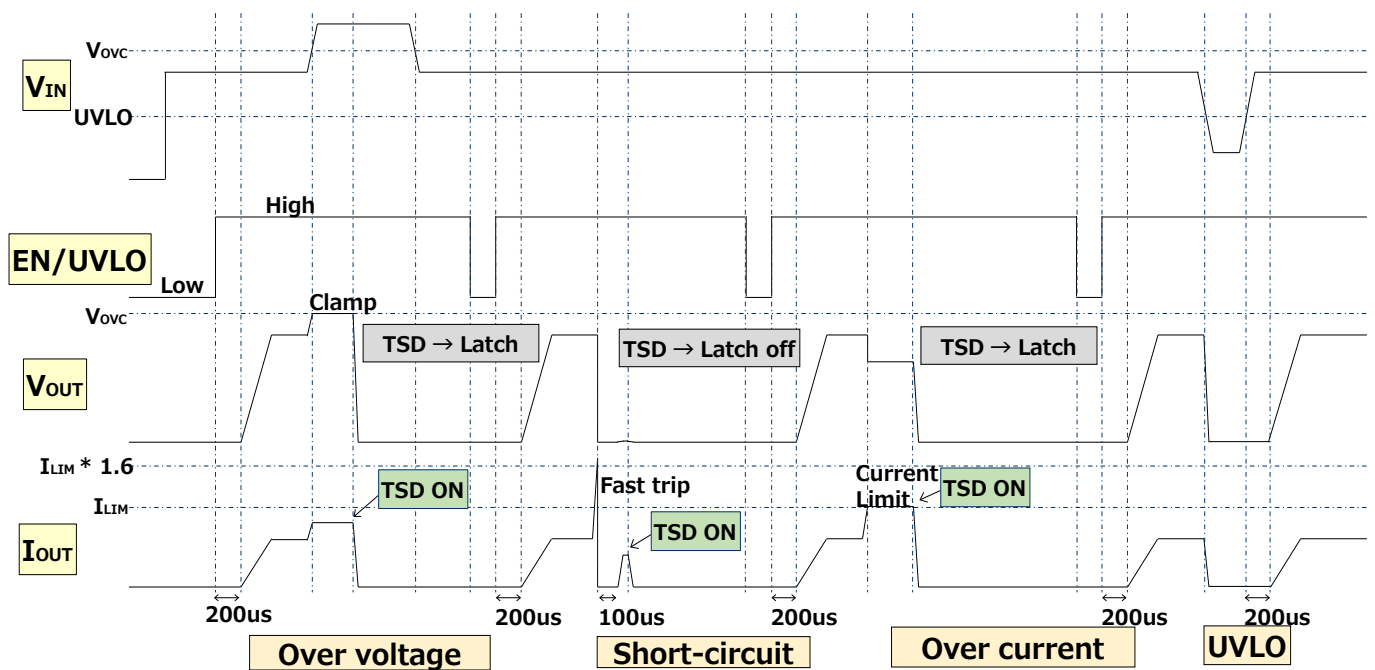 VOVC
VIN
UVLO
High
EN/UVLO
Low
Clamp
VOVC
TSD → Latch
TSD → Latch off
TSD → Latch
VOUT
ILIM * 1.6
Fast trip
Current
Limit
TSD ON
TSD ON
ILIM
TSD ON
IOUT
200us
200us
100us
200us
200us
200us
Over voltage
Short-circuit
Over current
UVLO